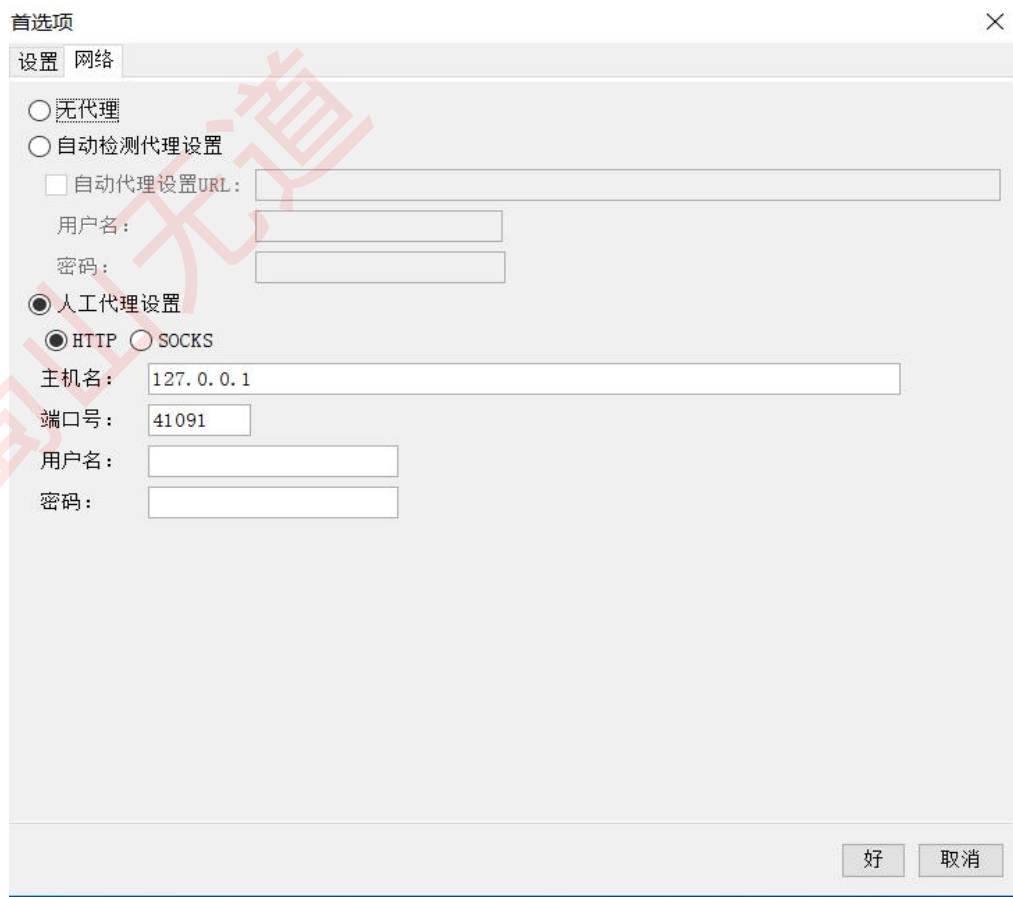 首选项
设置 网络
无代理
自动检测代理设置
自动代理设置URL:
用户名:
密码:
人工代理设置
HTTP SOCKS
主机名: 127.0.0.1
端口号: 41091
用户名:
密码:
好 取消
山无道